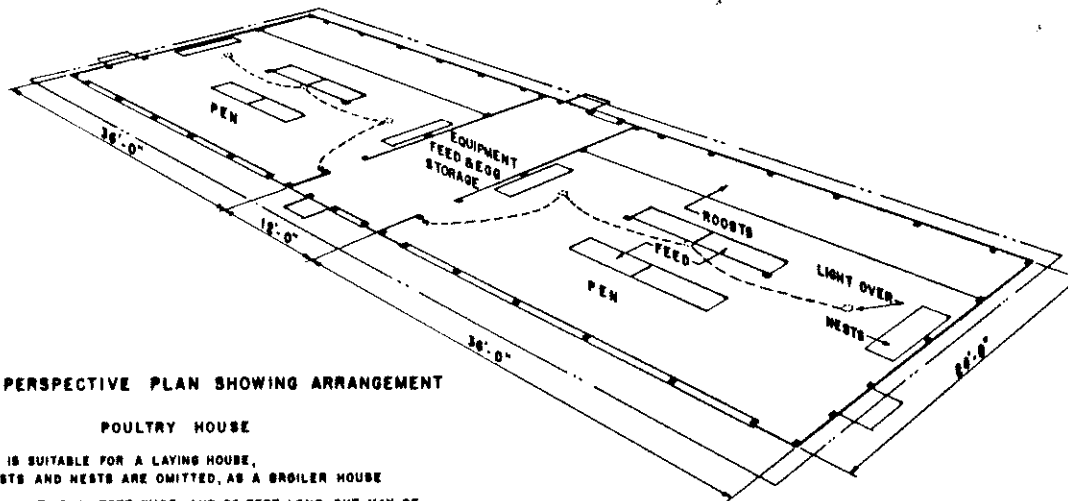 PEN
EQUIPMENT
FEED & EGG
STORAGE
36'-0"
12'-0"
ROOSTS
FEED
LIGHT OVER
PEN
NESTS
36'-0"
PERSPECTIVE PLAN SHOWING ARRANGEMENT
POULTRY HOUSE
IS SUITABLE FOR A LAYING HOUSE,
STS AND NESTS ARE OMITTED, AS A BROILER HOUSE